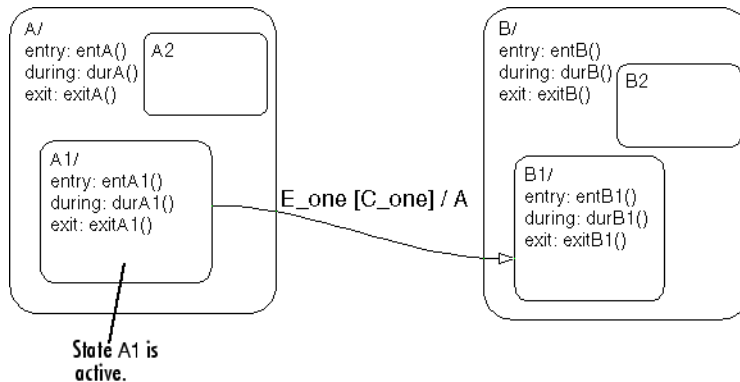 A/
entry: entA()
during: durA()
exit: exitA()
A2
A1/
entry: entA1()
during: durA1()
exit: exitA1()
State A1 is
active.
E_one [C_one] / A
B/
entry: entB()
during: durB()
exit: exitB()
B2
B1/
entry: entB1()
during: durB1()
exit: exitB1()